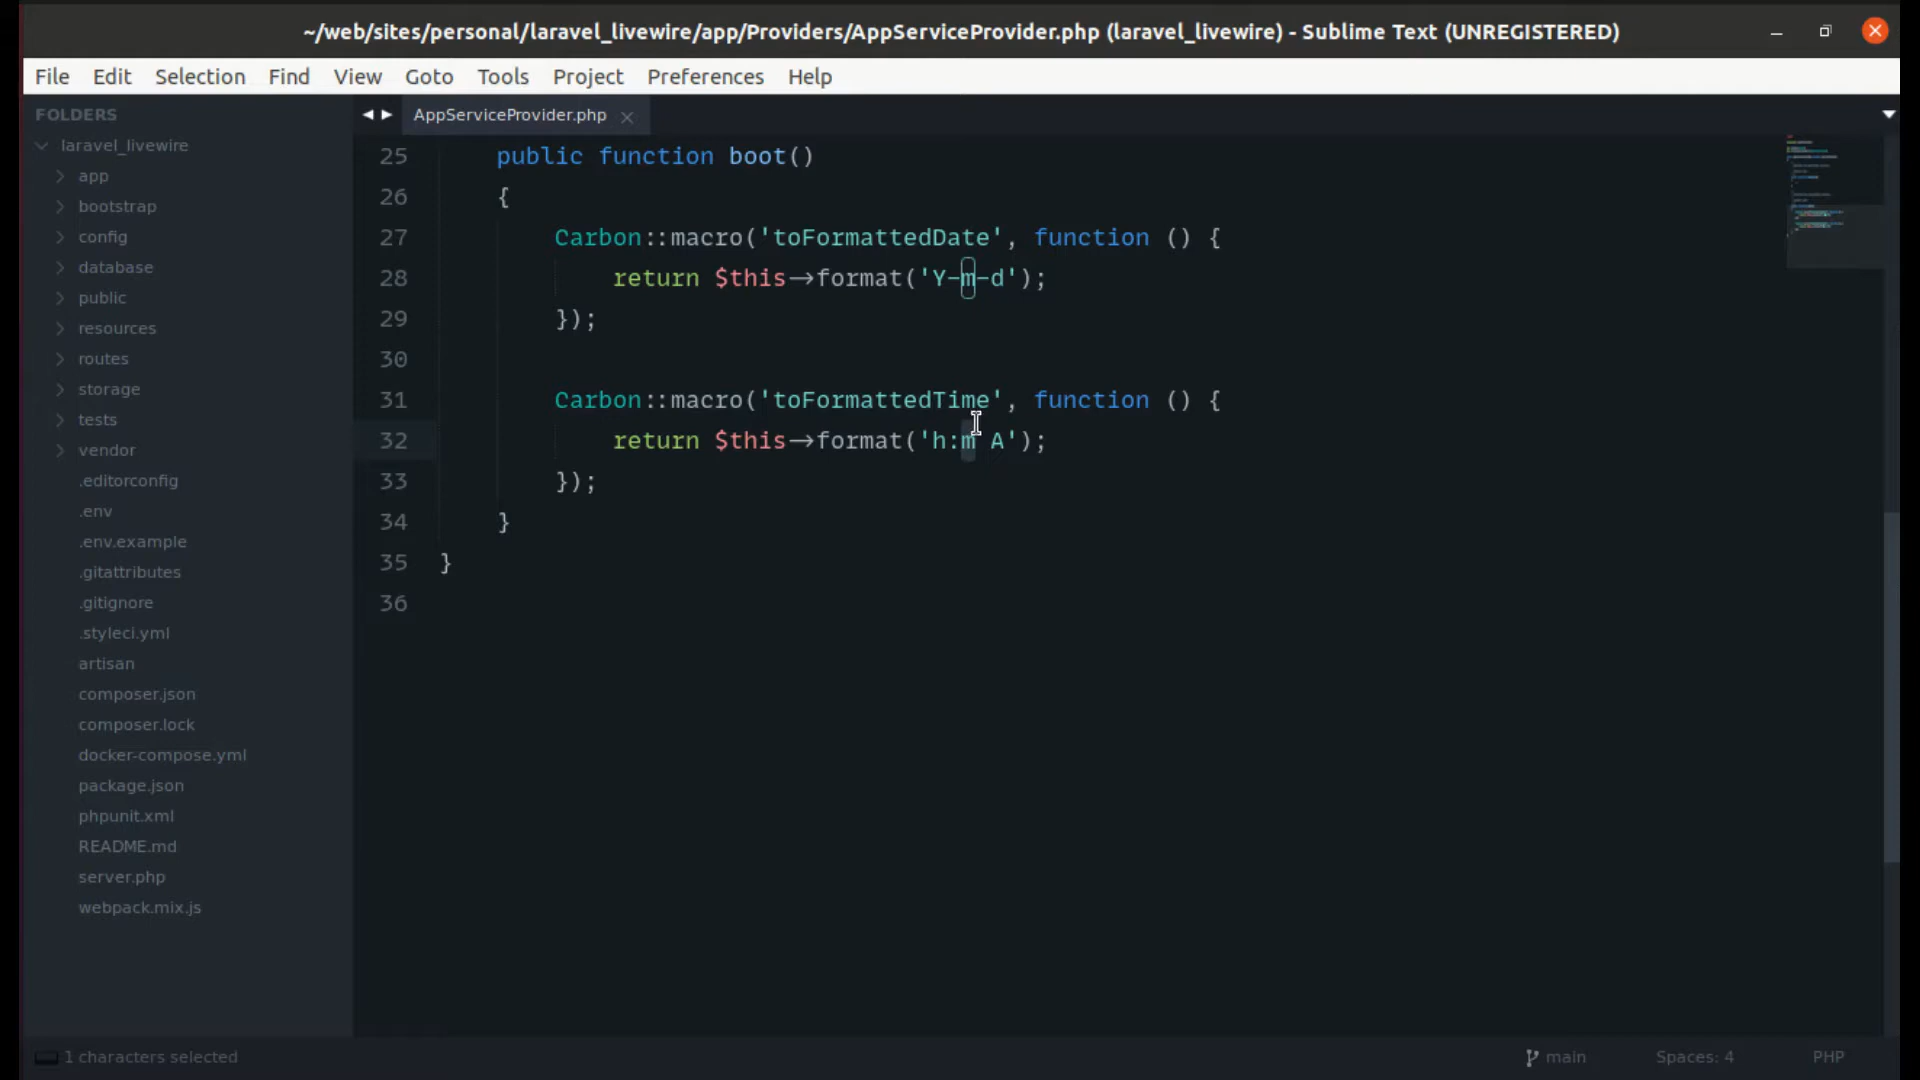 ~/web/sites/personal/laravel_livewire/app/Providers/AppServiceProvider.php (laravel_livewire) - Sublime Text (UNREGISTERED)
File Edit Selection Find View Goto Tools Project Preferences Help
FOLDERS
laravel_livewire
app
bootstrap
config
database
public
resources
routes
storage
tests
vendor
.editorconfig
.env
.env.example
.gitattributes
.gitignore
.styleci.yml
artisan
composer.json
composer.lock
docker-compose.yml
package.json
phpunit.xml
README.md
server.php
webpack.mix.js
AppServiceProvider.php
25 public function boot()
26 {
27 Carbon::macro('toFormattedDate', function () {
28 return $this->format('Y-m-d');
29 });
30
31 Carbon::macro('toFormattedTime', function () {
32 return $this->format('h:m A');
33 });
34 }
35 }
36
1 characters selected
main
Spaces: 4
PHP